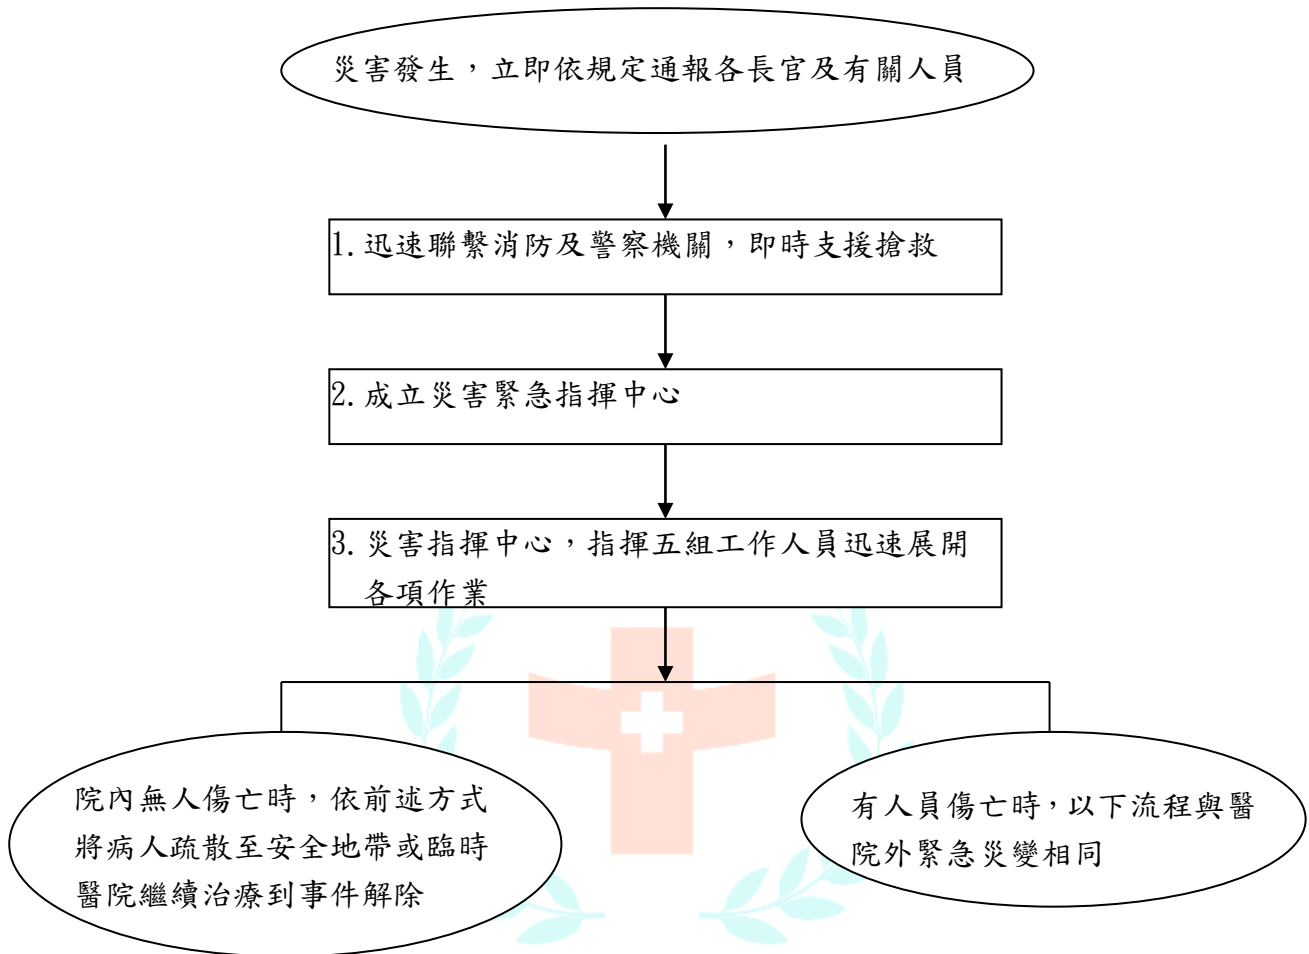 災害發生，立即依規定通報各長官及有關人員
1.迅速聯繫消防及警察機關，即時支援搶救
2.成立災害緊急指揮中心
3.災害指揮中心，指揮五組工作人員迅速展開
各項作業
院內無人傷亡時，依前述方式
將病人疏散至安全地帶或臨時
醫院繼續治療到事件解除
有人員傷亡時，以下流程與醫
院外緊急災變相同